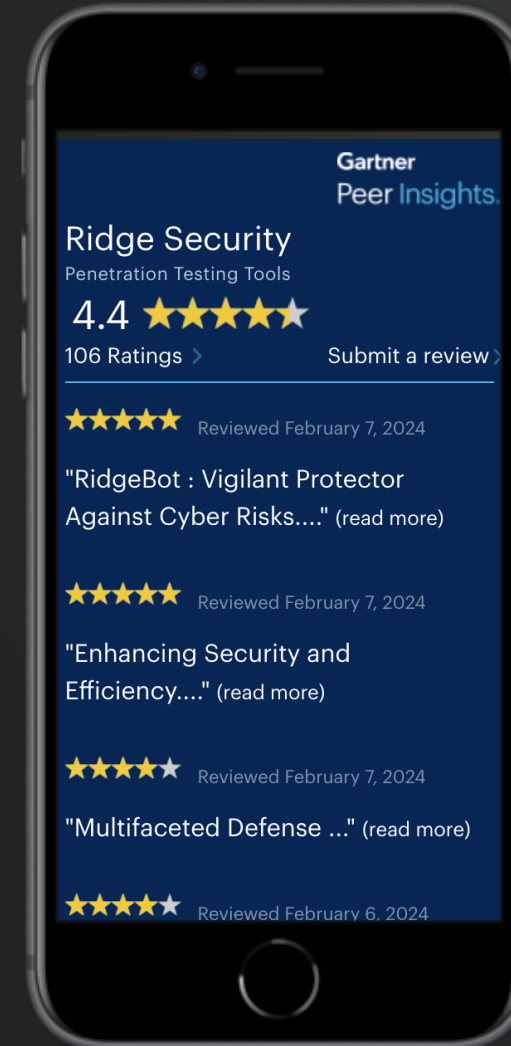 Gartner
Peer Insights.
Ridge Security
Penetration Testing Tools
4.4
106 Ratings >
Submit a review >
Reviewed February 7, 2024
"RidgeBot : Vigilant Protector
Against Cyber Risks...." (read more)
Reviewed February 7, 2024
"Enhancing Security and
Efficiency...." (read more)
Reviewed February 7, 2024
"Multifaceted Defense ..." (read more)
Reviewed February 6, 2024